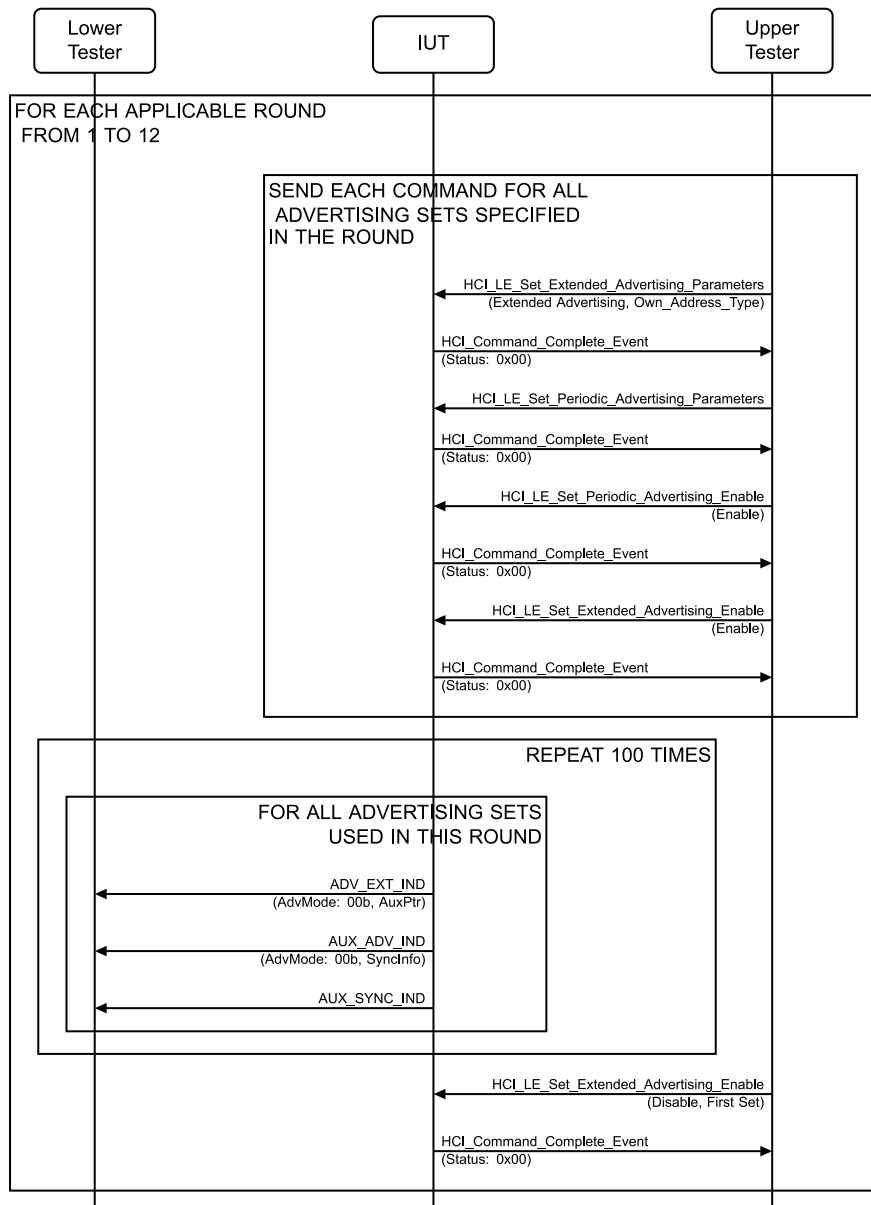 Lower
Tester
IUT
Upper
Tester
FOR EACH APPLICABLE ROUND
FROM 1 TO 12
SEND EACH COMMAND FOR ALL
ADVERTISING SETS SPECIFIED
IN THE ROUND
HCI_LE_Set_Extended_Advertising_Parameters
(Extended Advertising, Own_Address_Type)
HCI_Command_Complete_Event
(Status: 0x00)
HCI_LE_Set_Periodic_Advertising_Parameters
HCI_Command_Complete_Event
(Status: 0x00)
HCI_LE_Set_Periodic_Advertising_Enable
(Enable)
HCI_Command_Complete_Event
(Status: 0x00)
HCI_LE_Set_Extended_Advertising_Enable
(Enable)
HCI_Command_Complete_Event
(Status: 0x00)
REPEAT 100 TIMES
FOR ALL ADVERTISING SETS
USED IN THIS ROUND
ADV_EXT_IND
(AdvMode: 00b, AuxPtr)
AUX_ADV_IND
(AdvMode: 00b, SyncInfo)
AUX_SYNC_IND
HCI_LE_Set_Extended_Advertising_Enable
(Disable, First Set)
HCI_Command_Complete_Event
(Status: 0x00)